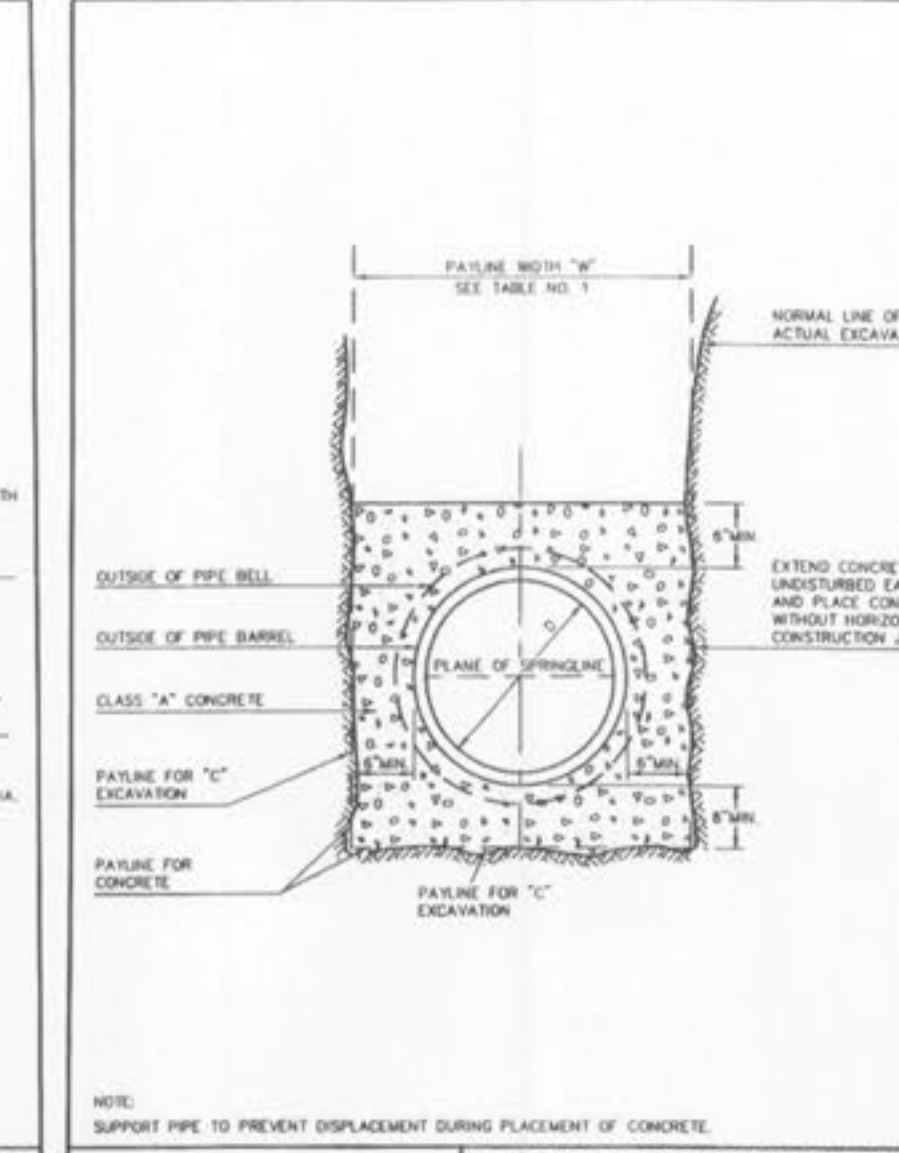 PAYLINE WIDTH "W"
SEE TABLE NO. 1
NORMAL LINE OF
ACTUAL EXCAVA
TH
6"MIN.
OUTSIDE OF PIPE BELL
EXTEND CONCRET
UNDISTURBED EA
AND PLACE CON
WITHOUT HORIZO
CONSTRUCTION
OUTSIDE OF PIPE BARREL
D
PLANE OF SPRINGLINE
CLASS "A" CONCRETE
6"MIN.
6"MIN.
PAYLINE FOR "C"
EXCAVATION
IA.
6"MIN.
PAYLINE FOR
CONCRETE
PAYLINE FOR "C"
EXCAVATION
NOTE:
SUPPORT PIPE TO PREVENT DISPLACEMENT DURING PLACEMENT OF CONCRETE.